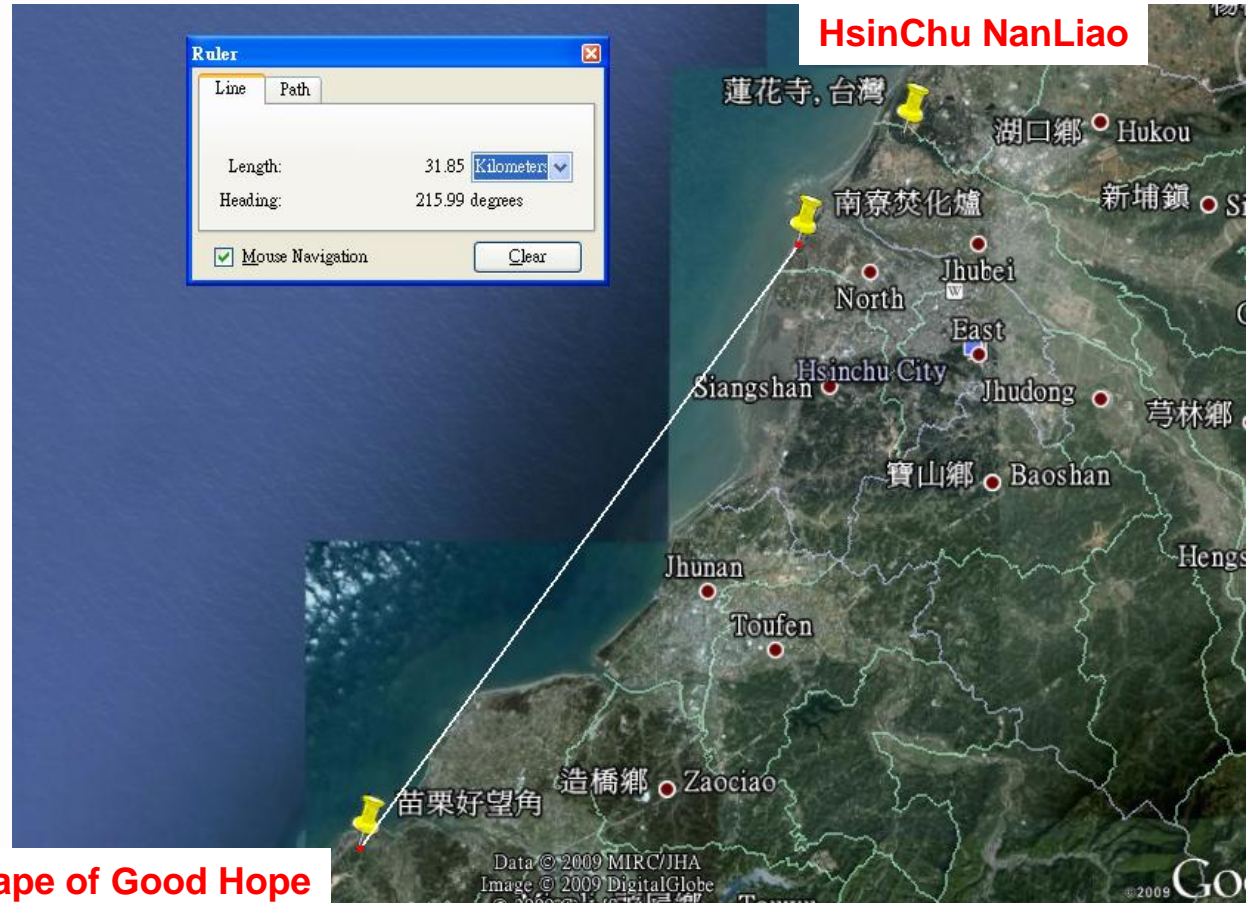 HsinChu NanLiao
Ruler
Line Path
Length: 31.85 Kilometers
Heading: 215.99 degrees
Mouse Navigation Clear
蓮花寺, 台灣
湖口鄉 Hukou
南寮焚化爐
新埔鎮
Jhubei
North
W
East
Hsinchu City
Siangshan
Jhudong
芎林鄉
寶山鄉 Baoshan
Hengs
Jhunan
Toufen
造橋鄉 Zaociao
苗栗好望角
ape of Good Hope
Data © 2009 MIRC/JHA
Image © 2009 DigitalGlobe
©2009 Goo